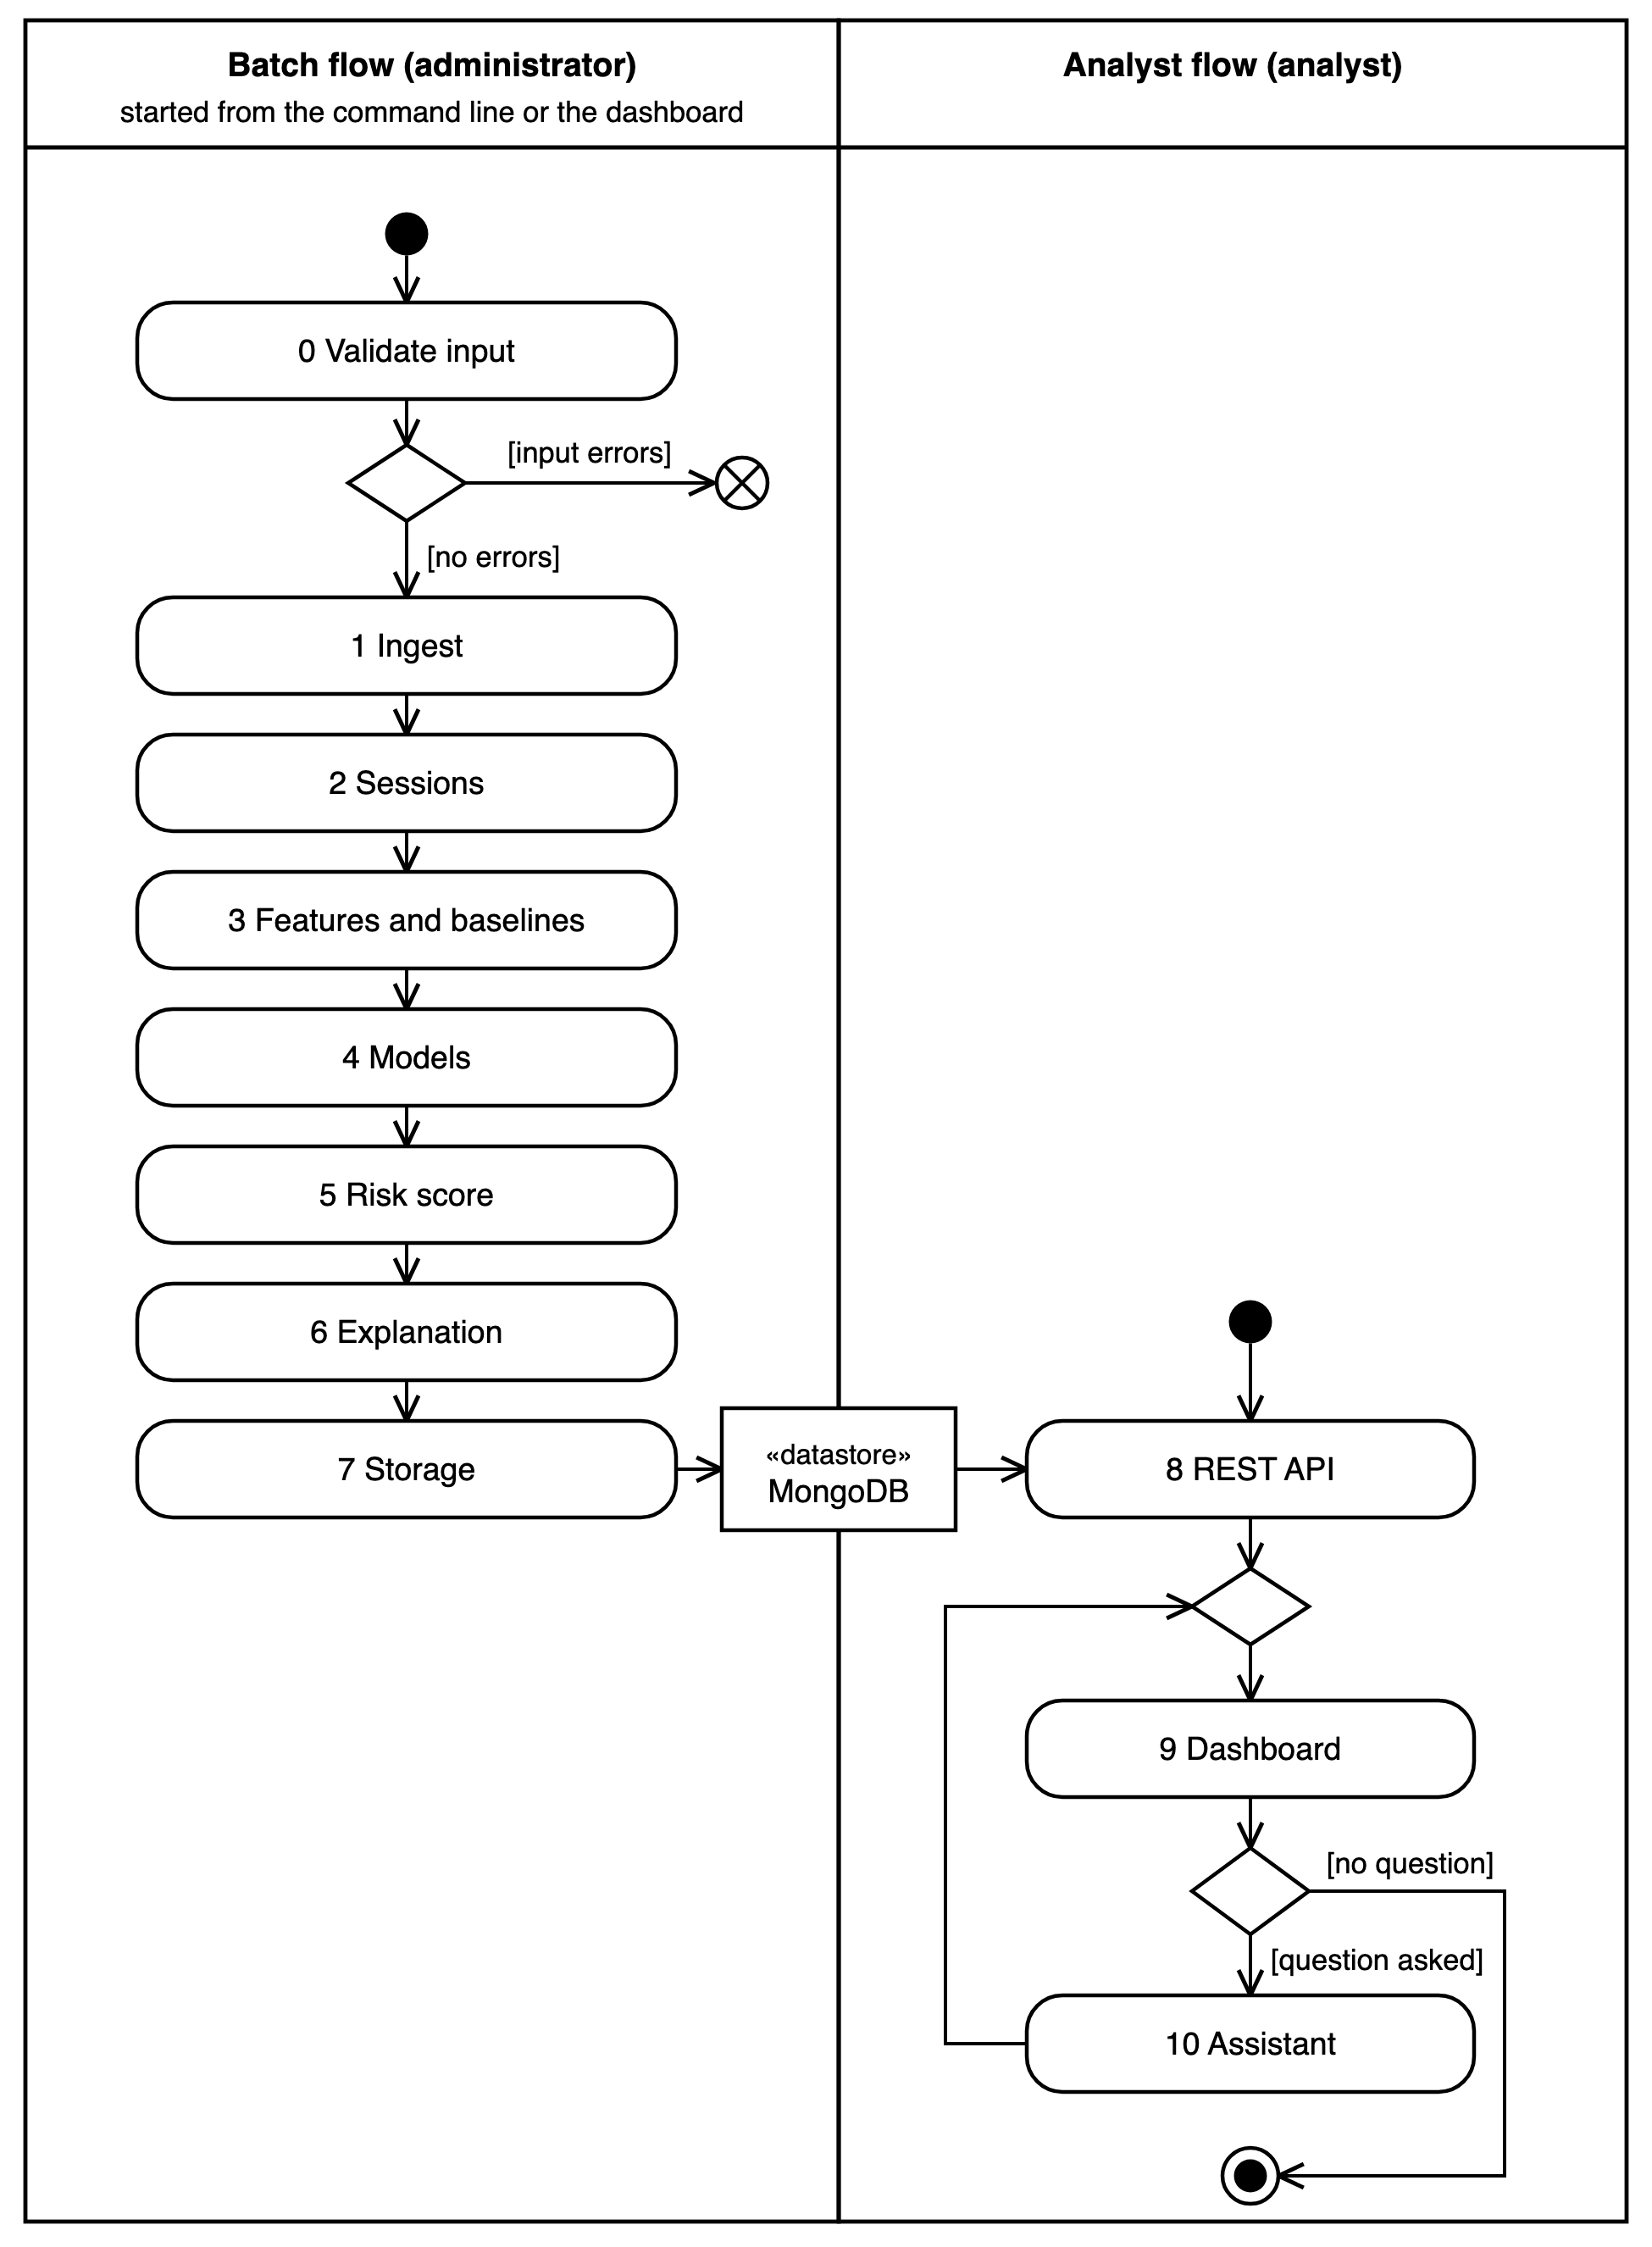 Batch flow (administrator)
started from the command line or the dashboard
Analyst flow (analyst)
0 Validate input
[input errors]
[no errors]
1 Ingest
2 Sessions
3 Features and baselines
4 Models
5 Risk score
6 Explanation
7 Storage
«datastore»
MongoDB
8 REST API
9 Dashboard
[no question]
[question asked]
10 Assistant